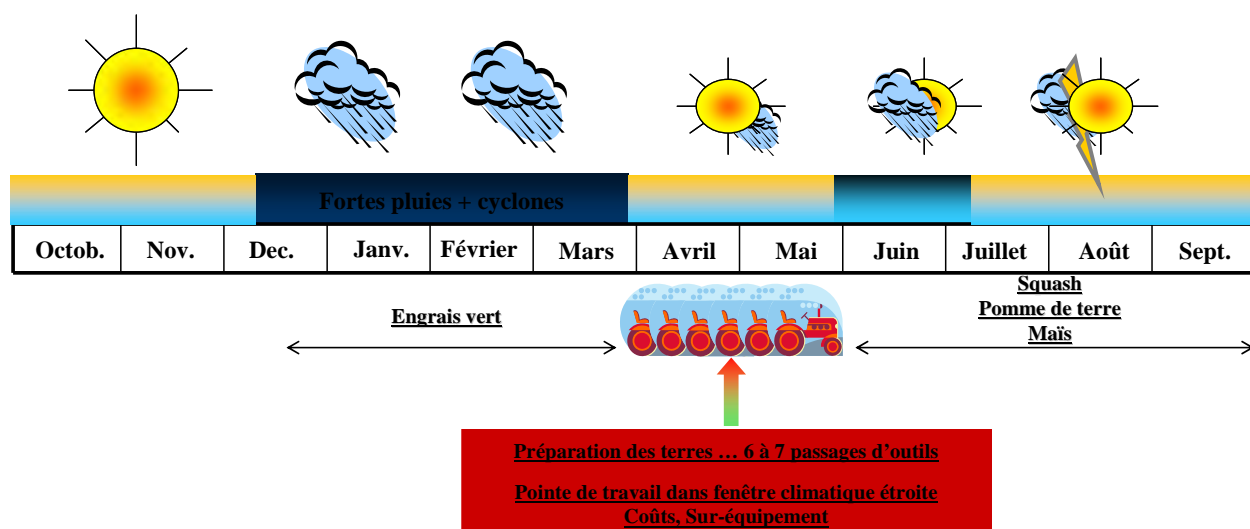 Fortes pluies + cyclones
Octob. Nov. Dec. Janv. Février Mars Avril Mai Juin Juillet Août Sept.
Engrais vert
Squash
Pomme de terre
Maïs
Préparation des terres … 6 à 7 passages d’outils
Pointe de travail dans fenêtre climatique étroite
Coûts, Sur-équipement